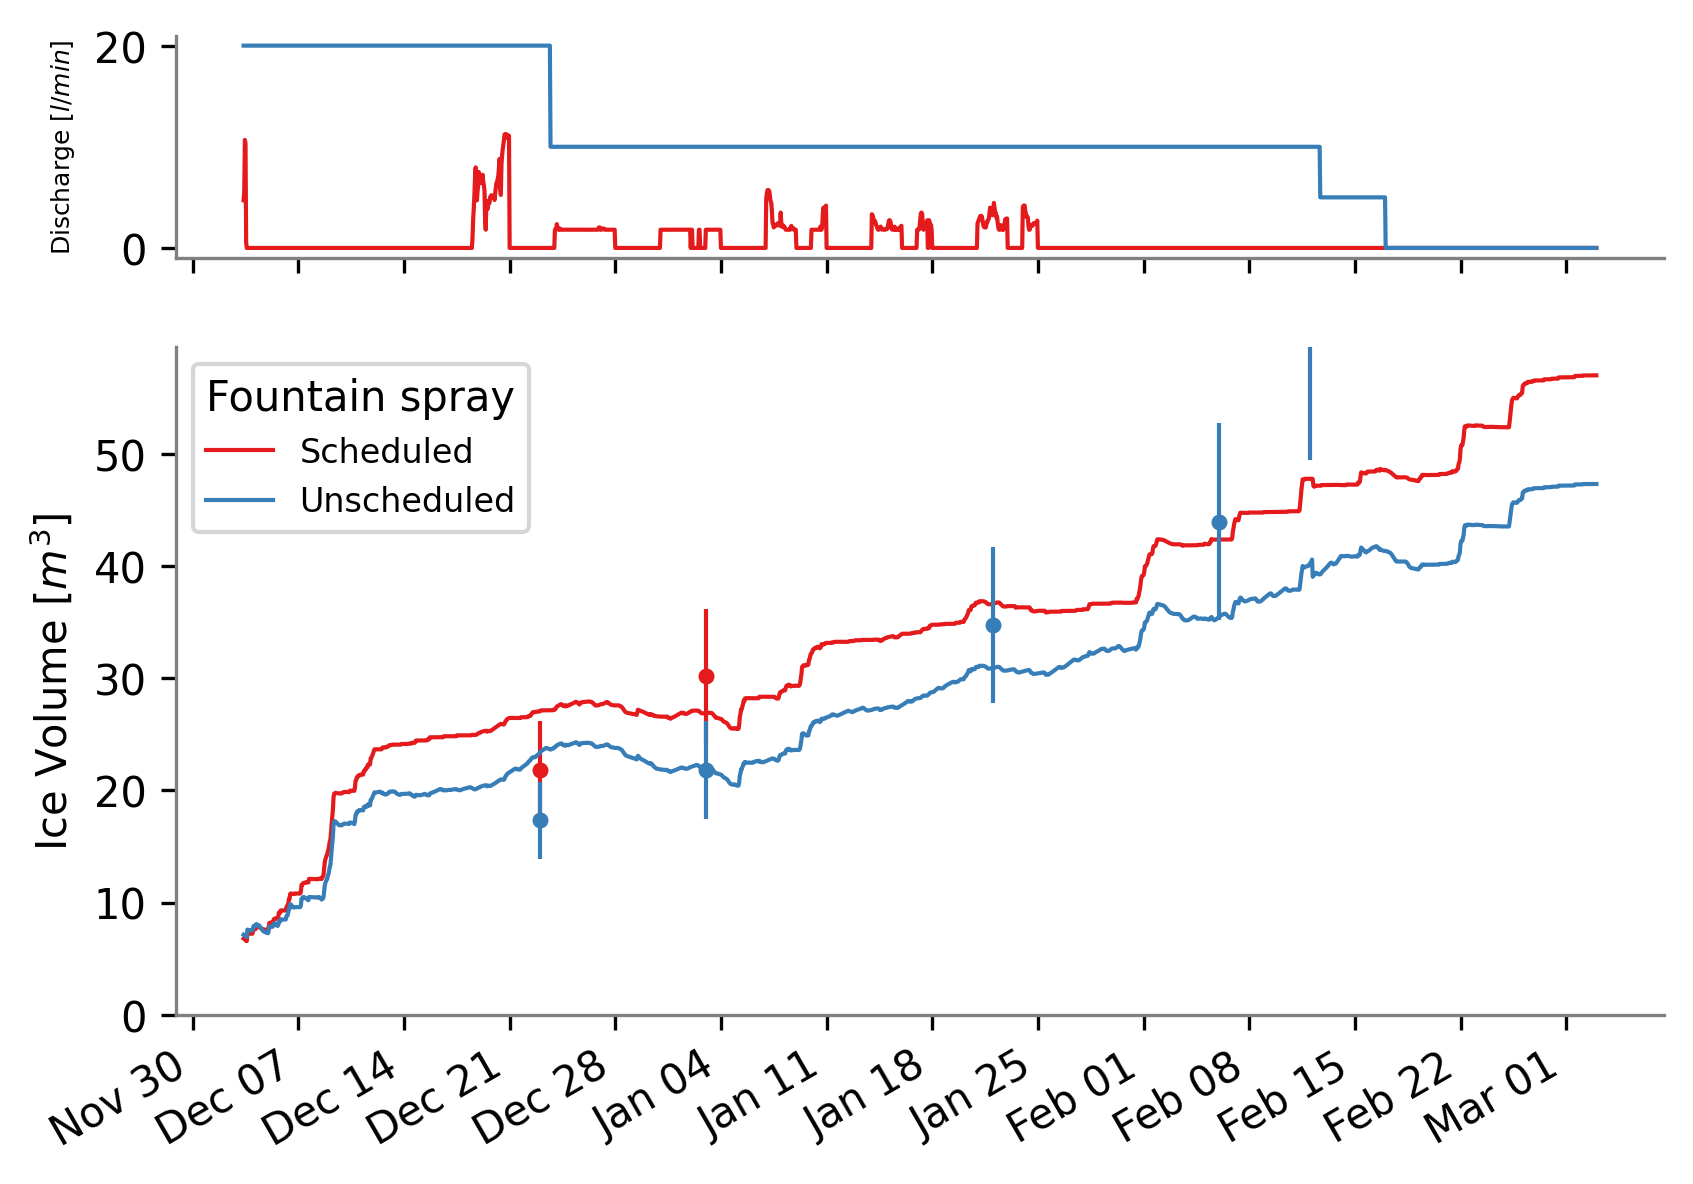 Discharge [l/min]
20
0
Ice Volume [m³]
50
40
30
20
10
0
Fountain spray
Scheduled
Unscheduled
Nov 30
Dec 07
Dec 14
Dec 21
Dec 28
Jan 04
Jan 11
Jan 18
Jan 25
Feb 01
Feb 08
Feb 15
Feb 22
Mar 01